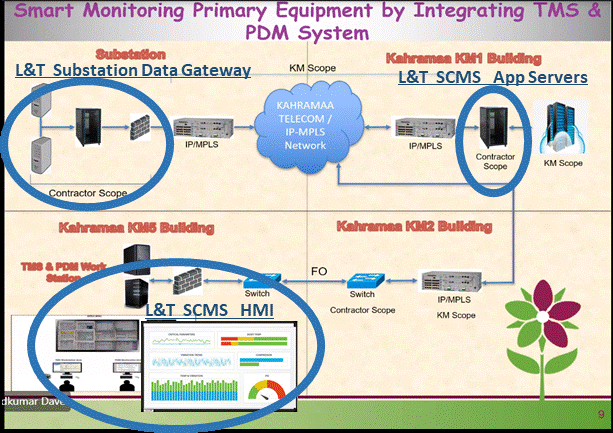 Smart Monitoring Primary Equipment by Integrating TMS &
PDM System
Substation
KM Scope
Kahramaa KM1 Building
L&T Substation Data Gateway
L&T SCMS App Servers
KAHRAMAA
TELECOM /
IP-MPLS
Network
IP/MPLS
IP/MPLS
Contractor
Scope
KM Scope
Contractor Scope
Kahramaa KM5 Building
Kahramaa KM2 Building
TMS & PDM Work
Station
FO
Switch
Switch
IP/MPLS
L&T SCMS HMI
Contractor Scope
KM Scope
dkumar Dave
9